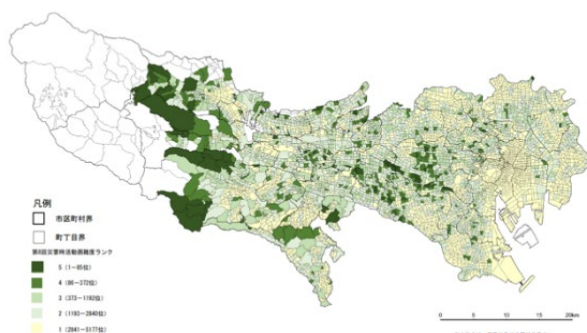 凡例
市区町村界
町丁目界
第8回災害時活動困難度ランク
5（1～85位）
4（86～372位）
3（373～1192位）
2（1193～2840位）
1（2841～5177位）
0 5 10 15 20km